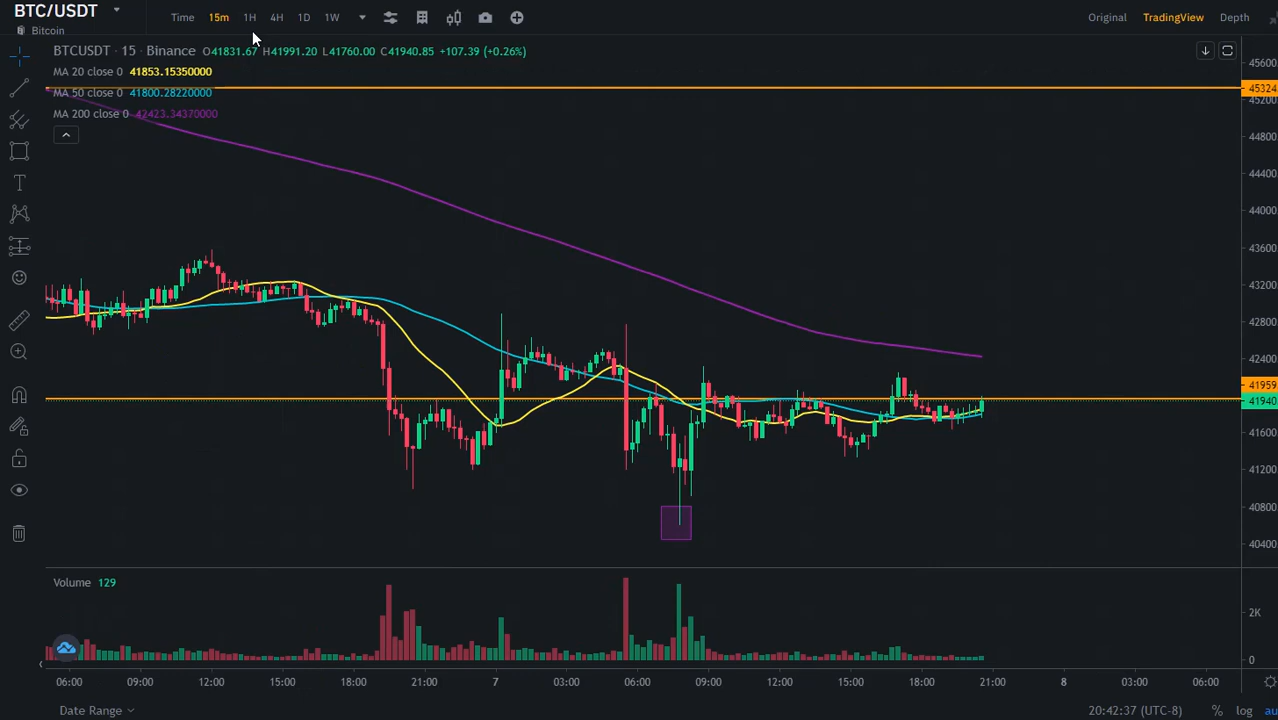 BTC/USDT
Bitcoin
Time 15m 1H 4H 1D 1W
Original TradingView Depth
BTCUSDT · 15 · Binance O41831.67 H41991.20 L41760.00 C41940.85 +107.39 (+0.26%)
MA 20 close 0 41853.15350000
MA 50 close 0 41800.28220000
MA 200 close 0 42423.34370000
45600
45324
45200
44800
44400
44000
43600
43200
42800
42400
41959
41940
41600
41200
40800
40400
Volume 129
2K
0
06:00 09:00 12:00 15:00 18:00 21:00 7 03:00 06:00 09:00 12:00 15:00 18:00 21:00 8 03:00 06:00
Date Range 20:42:37 (UTC-8) % log au